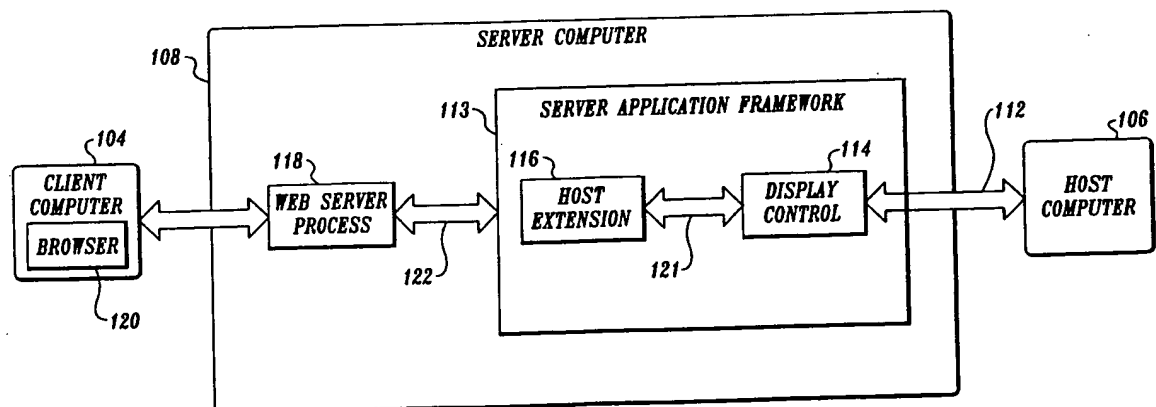 SERVER COMPUTER
108
SERVER APPLICATION FRAMEWORK
113
112
104
CLIENT
COMPUTER
BROWSER
120
118
WEB SERVER
PROCESS
122
116
HOST
EXTENSION
121
114
DISPLAY
CONTROL
106
HOST
COMPUTER